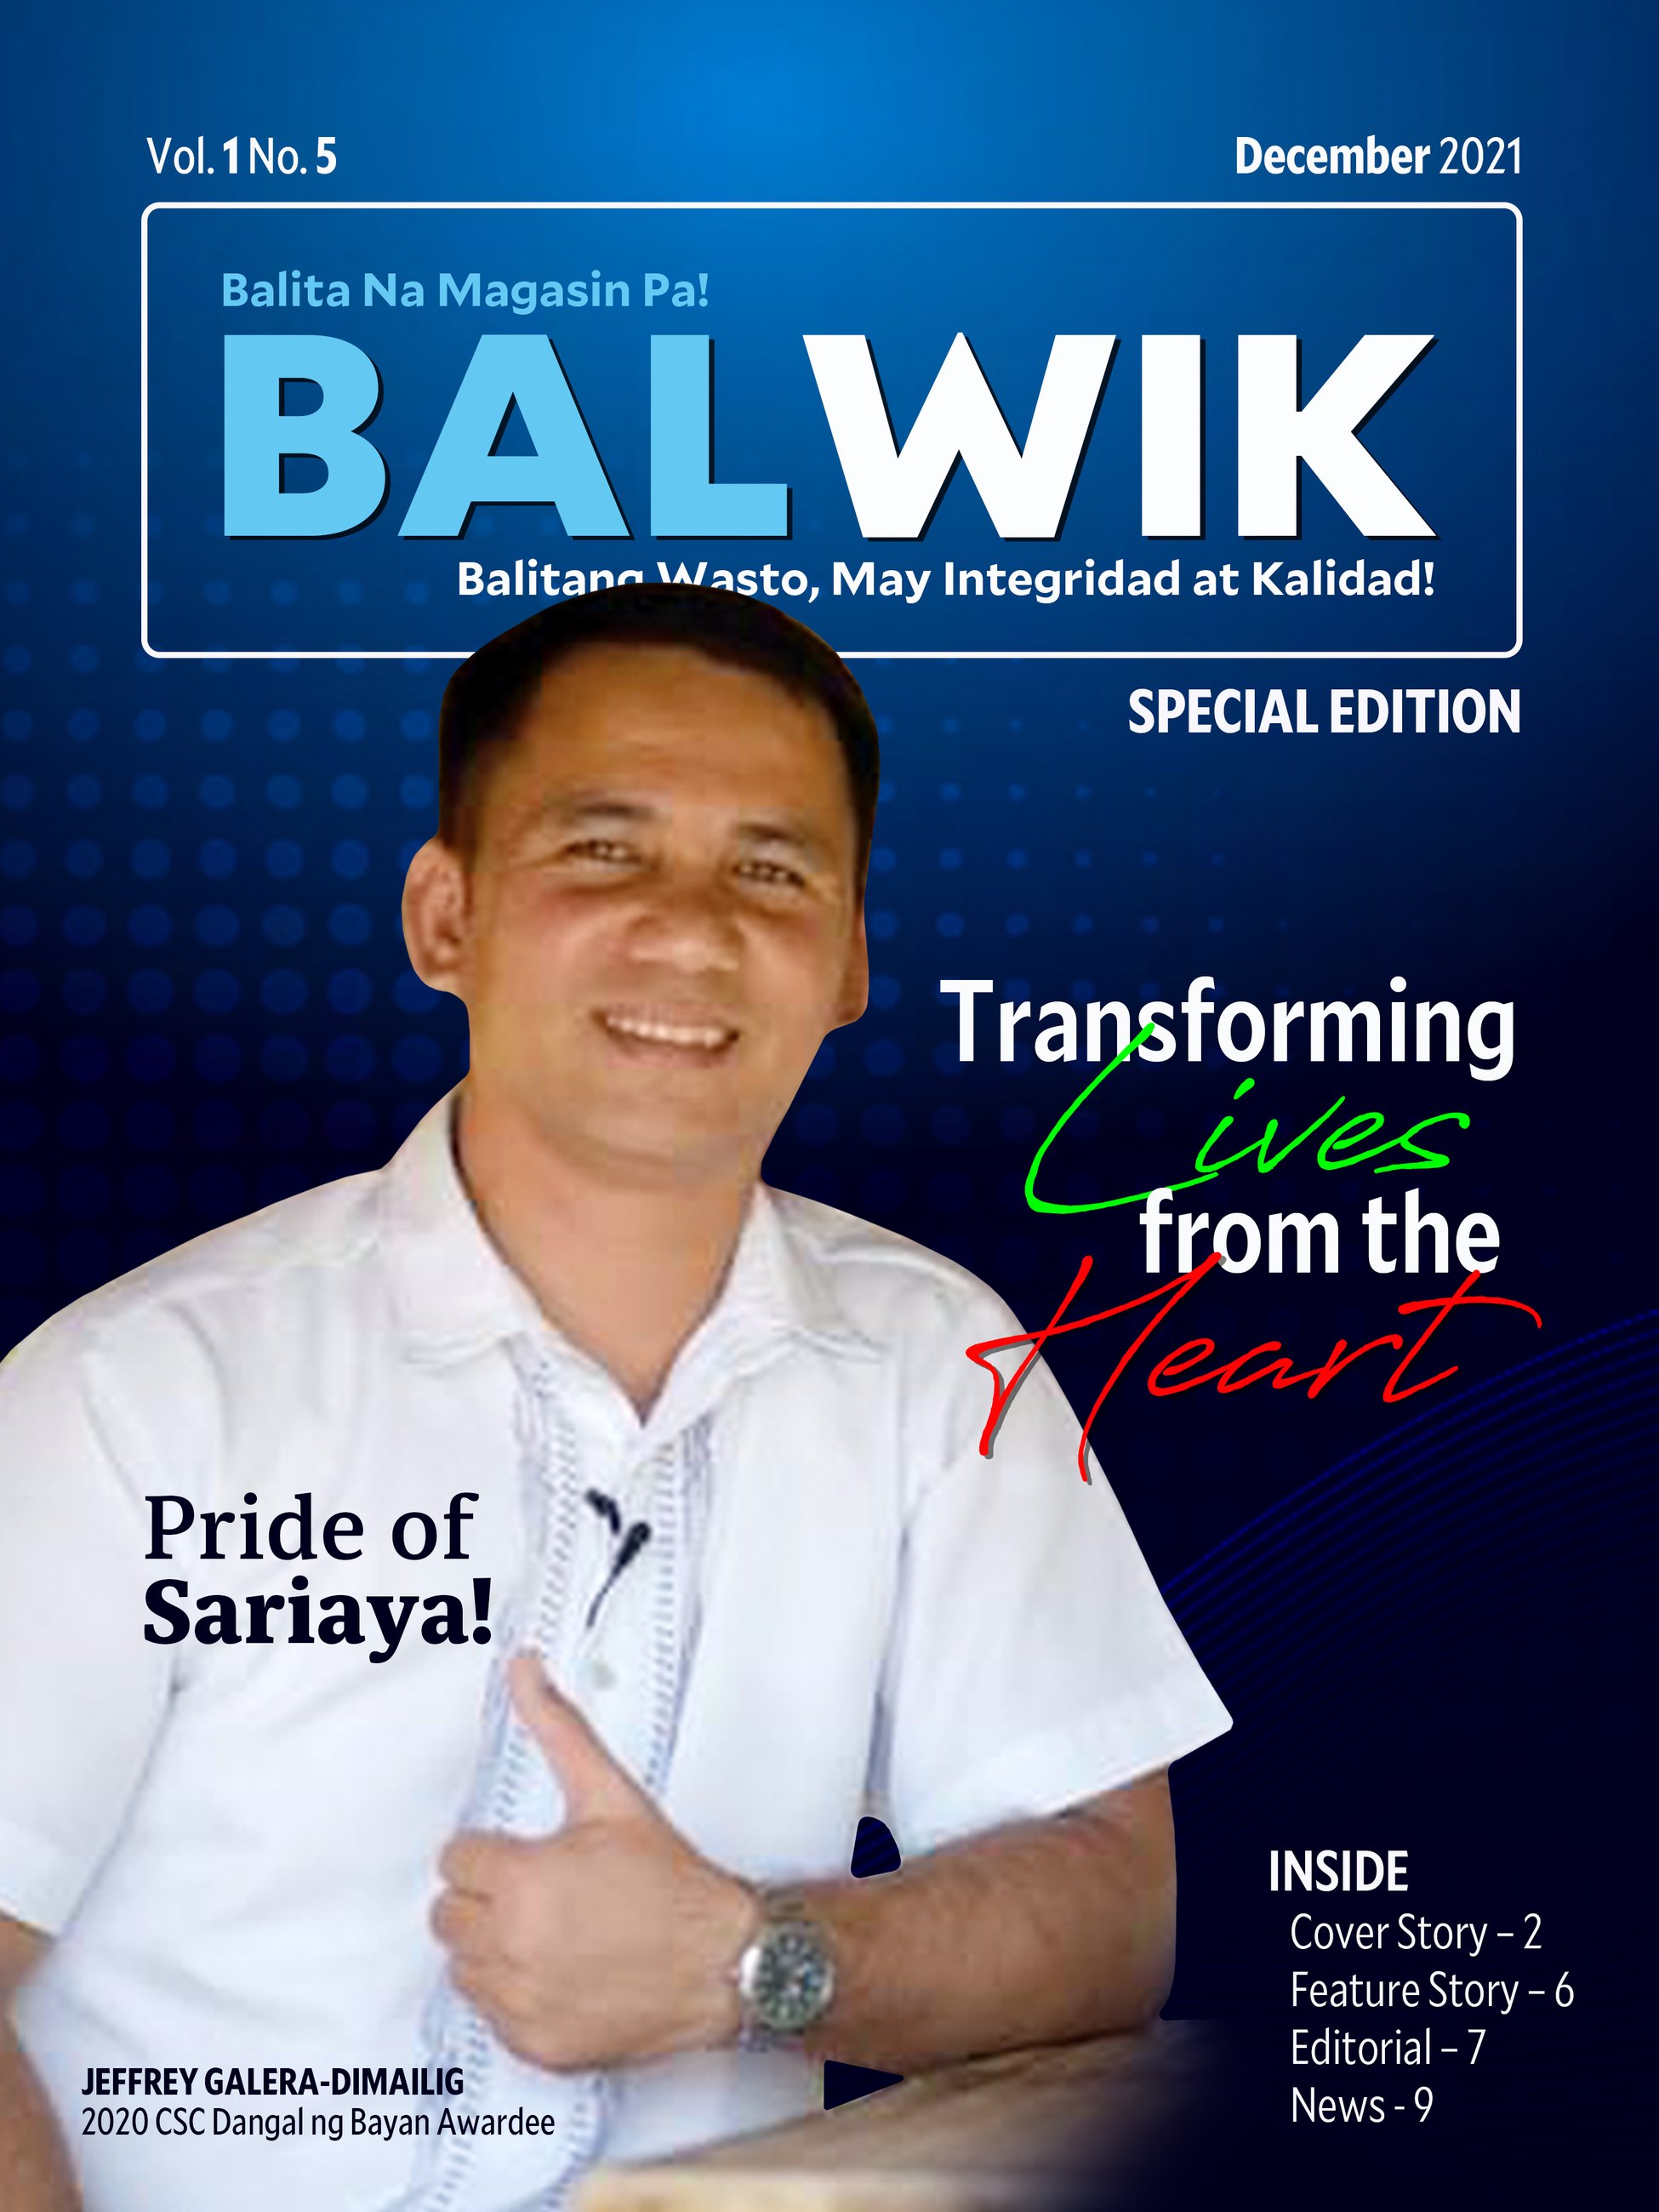 Vol. 1 No. 5
December 2021
Balita Na Magasin Pa!
BALWIK
Balitang Wasto, May Integridad at Kalidad!
SPECIAL EDITION
Transforming
Lives
from the
Heart
Pride of
Sariaya!
INSIDE
Cover Story – 2
Feature Story – 6
Editorial – 7
News - 9
JEFFREY GALERA-DIMAILIG
2020 CSC Dangal ng Bayan Awardee